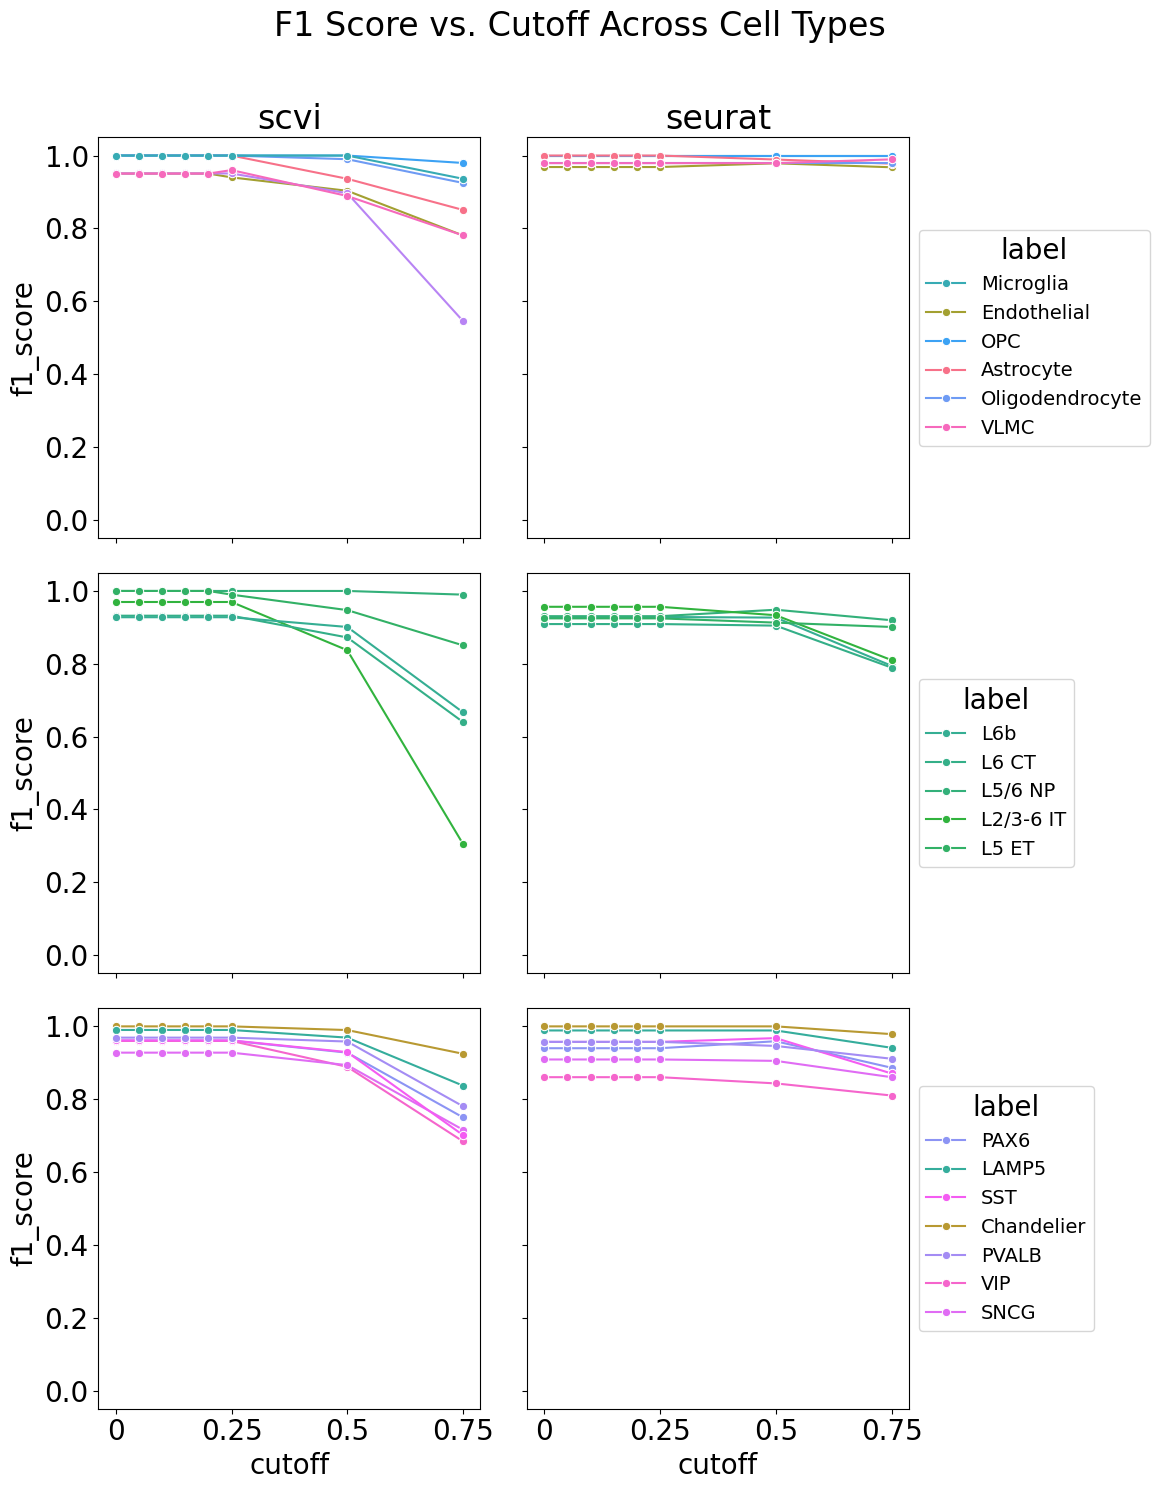 F1 Score vs. Cutoff Across Cell Types
scvi
seurat
1.0
0.8
0.6
0.4
0.2
0.0
f1_score
label
Microglia
Endothelial
OPC
Astrocyte
Oligodendrocyte
VLMC
1.0
0.8
0.6
0.4
0.2
0.0
f1_score
label
L6b
L6 CT
L5/6 NP
L2/3-6 IT
L5 ET
1.0
0.8
0.6
0.4
0.2
0.0
f1_score
label
PAX6
LAMP5
SST
Chandelier
PVALB
VIP
SNCG
0 0.25 0.5 0.75
cutoff
0 0.25 0.5 0.75
cutoff